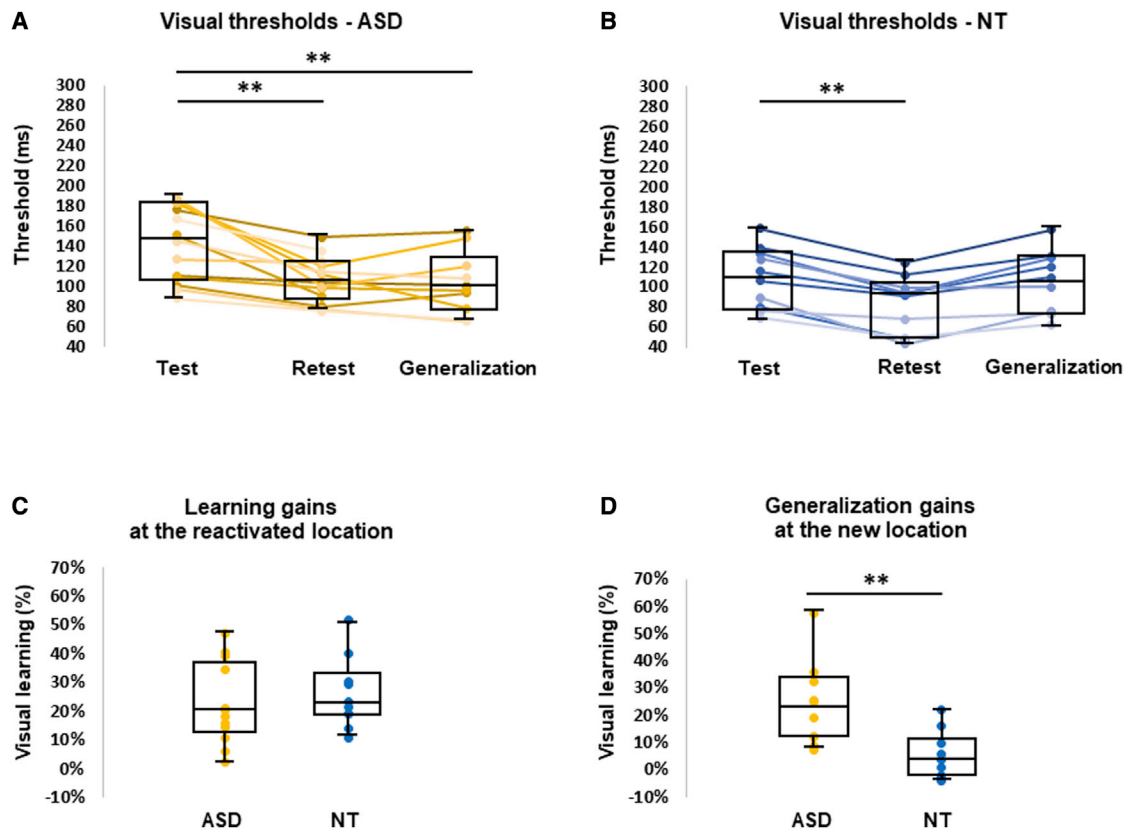 A
Visual thresholds - ASD
**
**
Threshold (ms)
300
280
260
240
220
200
180
160
140
120
100
80
60
40
Test
Retest
Generalization
B
Visual thresholds - NT
**
Threshold (ms)
300
280
260
240
220
200
180
160
140
120
100
80
60
40
Test
Retest
Generalization
C
Learning gains
at the reactivated location
Visual learning (%)
70%
60%
50%
40%
30%
20%
10%
0%
-10%
ASD
NT
D
Generalization gains
at the new location
**
Visual learning (%)
70%
60%
50%
40%
30%
20%
10%
0%
-10%
ASD
NT